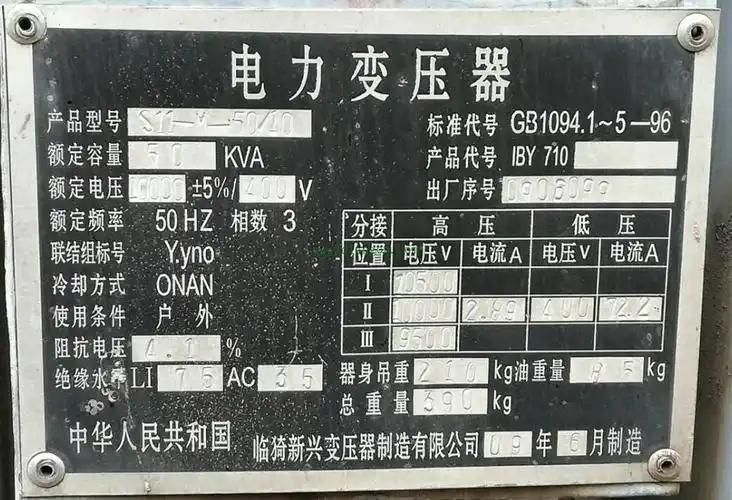 电力变压器
产品型号 S11-M-50/10 标准代号 GB1094.1~5-96
额定容量 50 KVA 产品代号 IBY 710
额定电压 10000 ±5%/ 400 V 出厂序号 0906099
额定频率 50 HZ 相数 3
联结组标号 Y.yno
冷却方式 ONAN
使用条件 户外
阻抗电压 %
绝缘水 LI 75 AC 35
分接 高压 低压
位置 电压V 电流A 电压V 电流A
Ⅰ 10500
Ⅱ 10000 2.89 400 72.2
Ⅲ 9500
器身吊重 210 kg 油重量 85 kg
总重量 390 kg
中华人民共和国 临猗新兴变压器制造有限公司 09 年 6 月制造